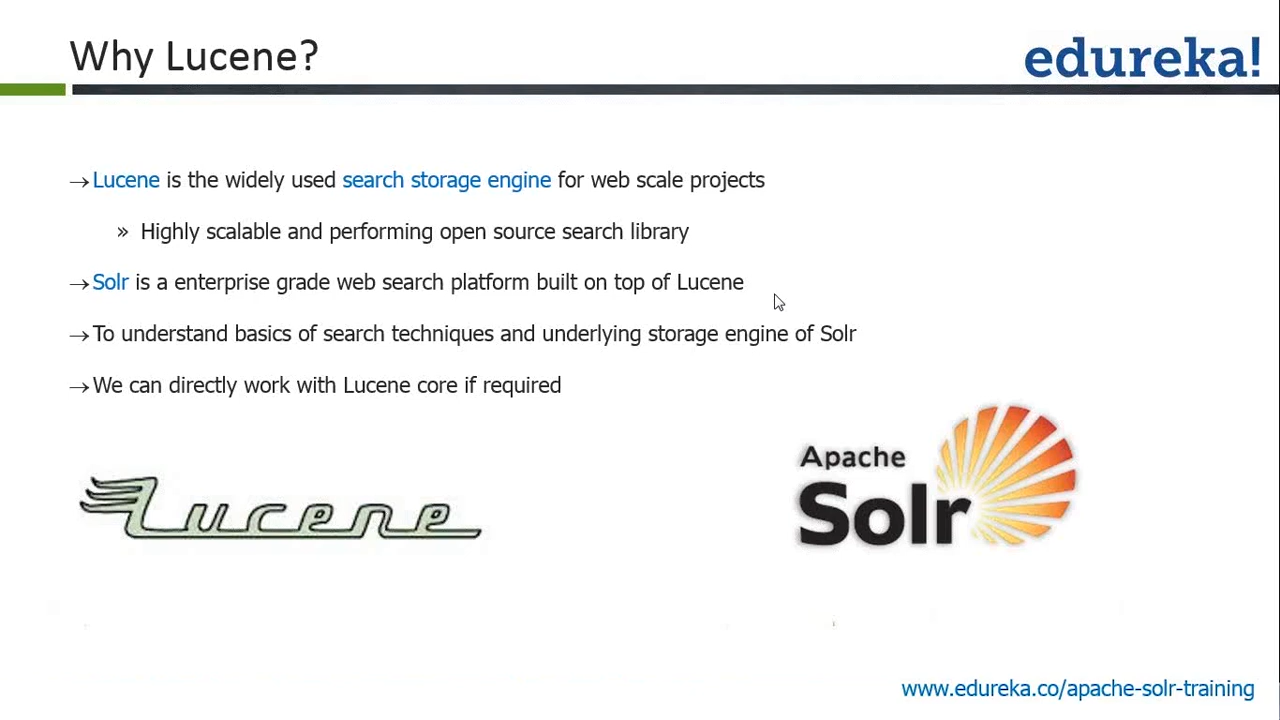 Why Lucene?
edureka!
→Lucene is the widely used search storage engine for web scale projects
» Highly scalable and performing open source search library
→Solr is a enterprise grade web search platform built on top of Lucene
→To understand basics of search techniques and underlying storage engine of Solr
→We can directly work with Lucene core if required
Lucene
Apache
Solr
www.edureka.co/apache-solr-training